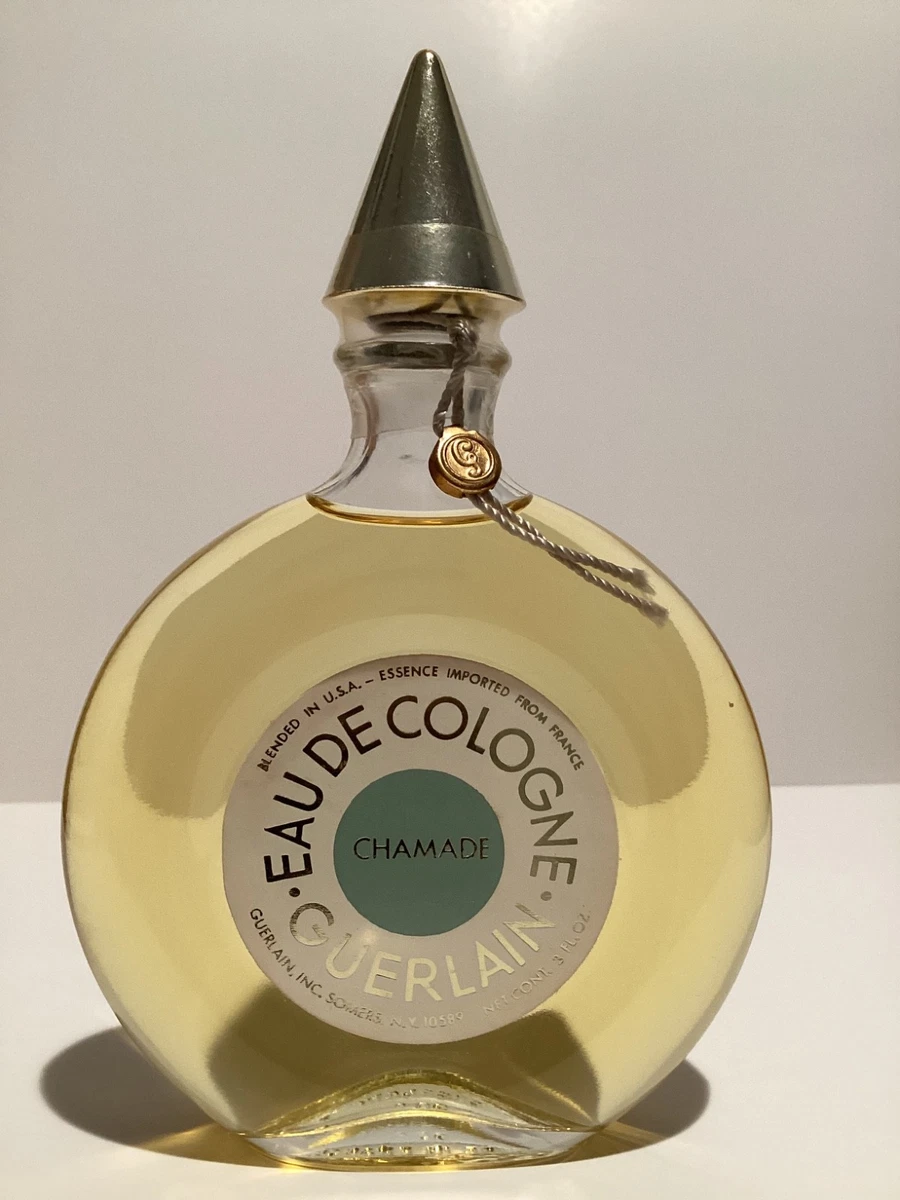 BLENDED IN U.S.A. – ESSENCE IMPORTED FROM FRANCE
EAU DE COLOGNE
CHAMADE
• GUERLAIN •
GUERLAIN, INC. SOMERS, N.Y. 10589 NET CONT. 3 FL. OZ.